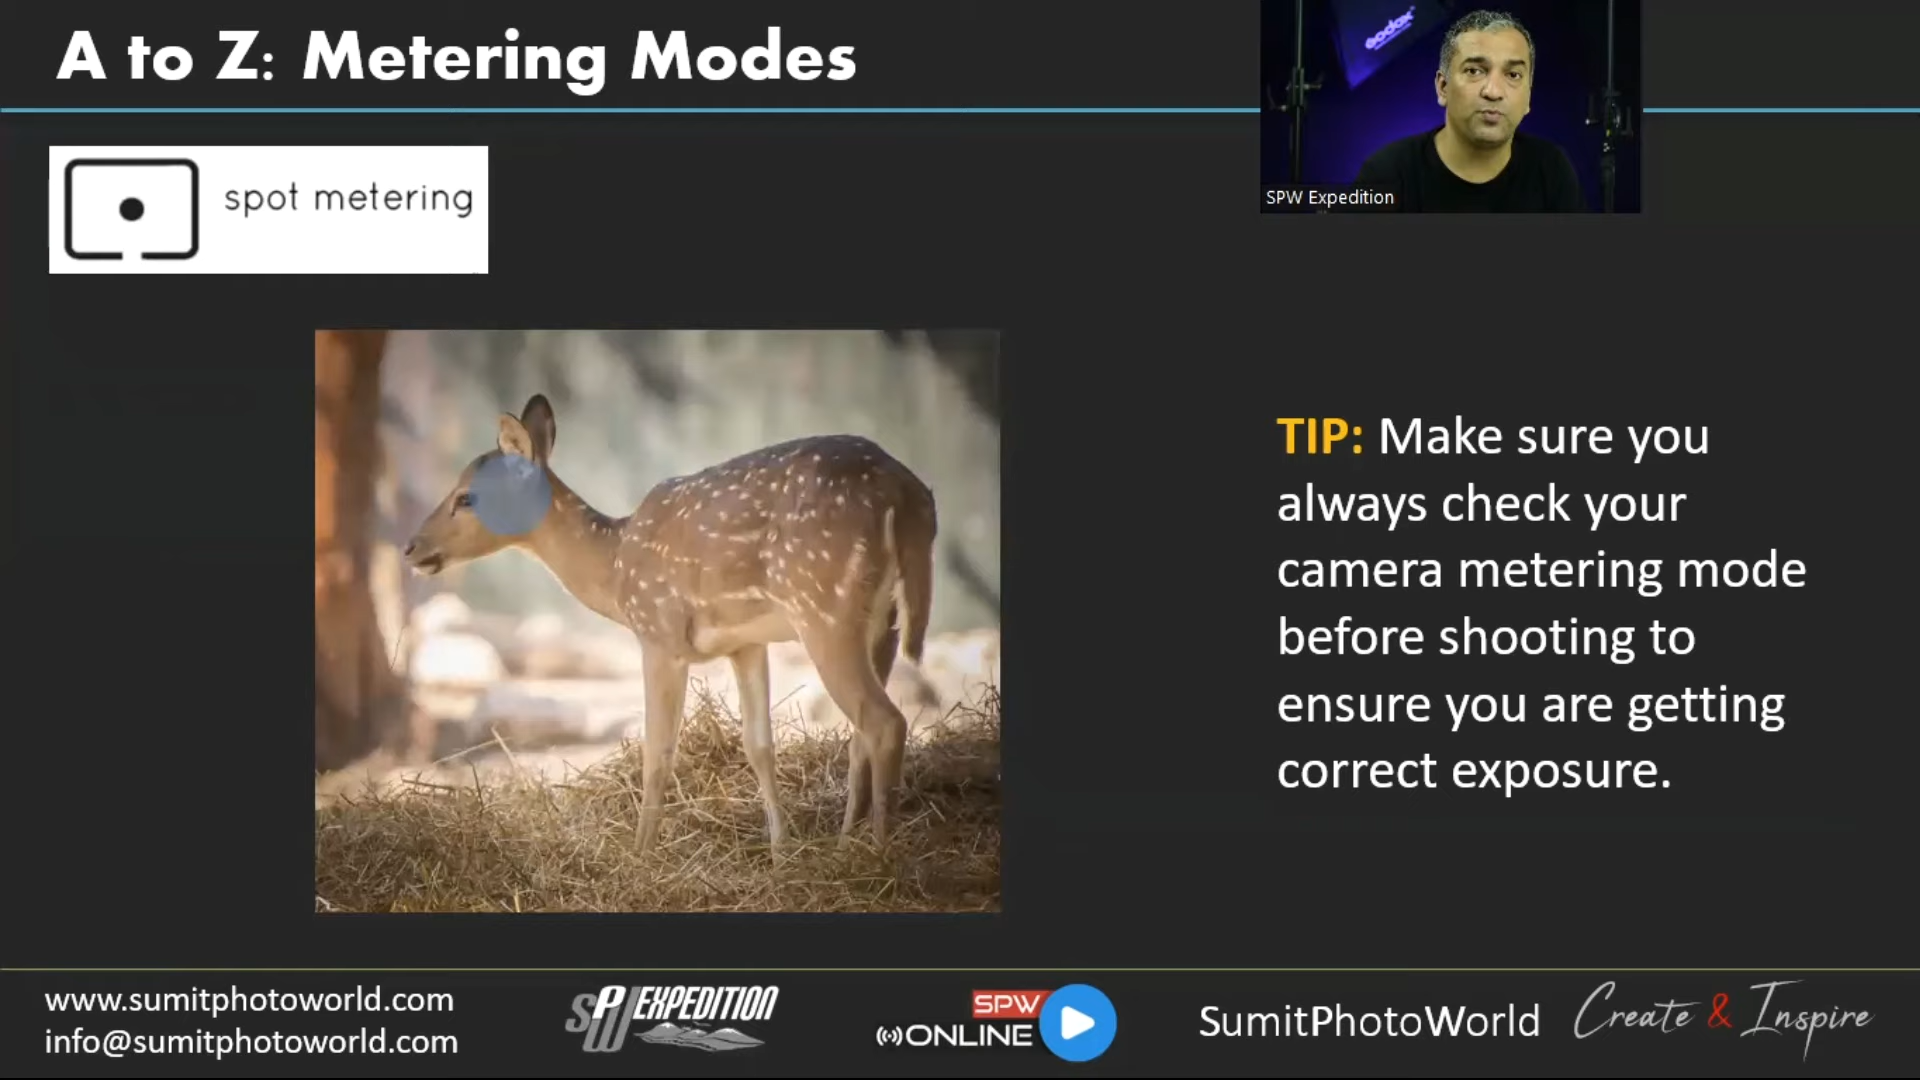 A to Z: Metering Modes
Godox
SPW Expedition
spot metering
TIP: Make sure you
always check your
camera metering mode
before shooting to
ensure you are getting
correct exposure.
www.sumitphotoworld.com
info@sumitphotoworld.com
SPW EXPEDITION
SPW
ONLINE
SumitPhotoWorld
Create & Inspire